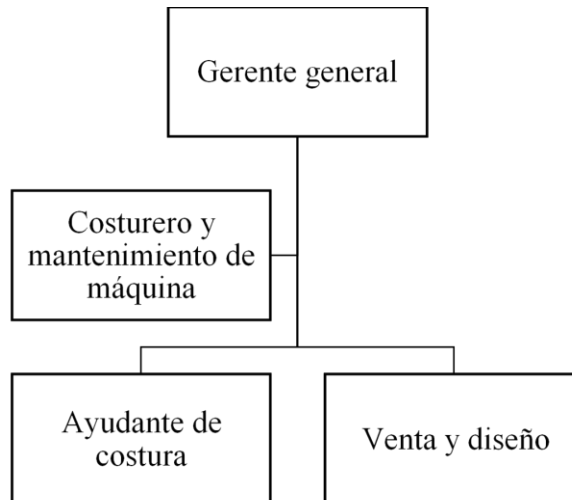 Gerente general
Costurero y
mantenimiento de
máquina
Ayudante de
costura
Venta y diseño